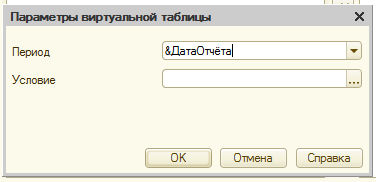 Параметры виртуальной таблицы
Период &ДатаОтчёта
Условие
OK Отмена Справка